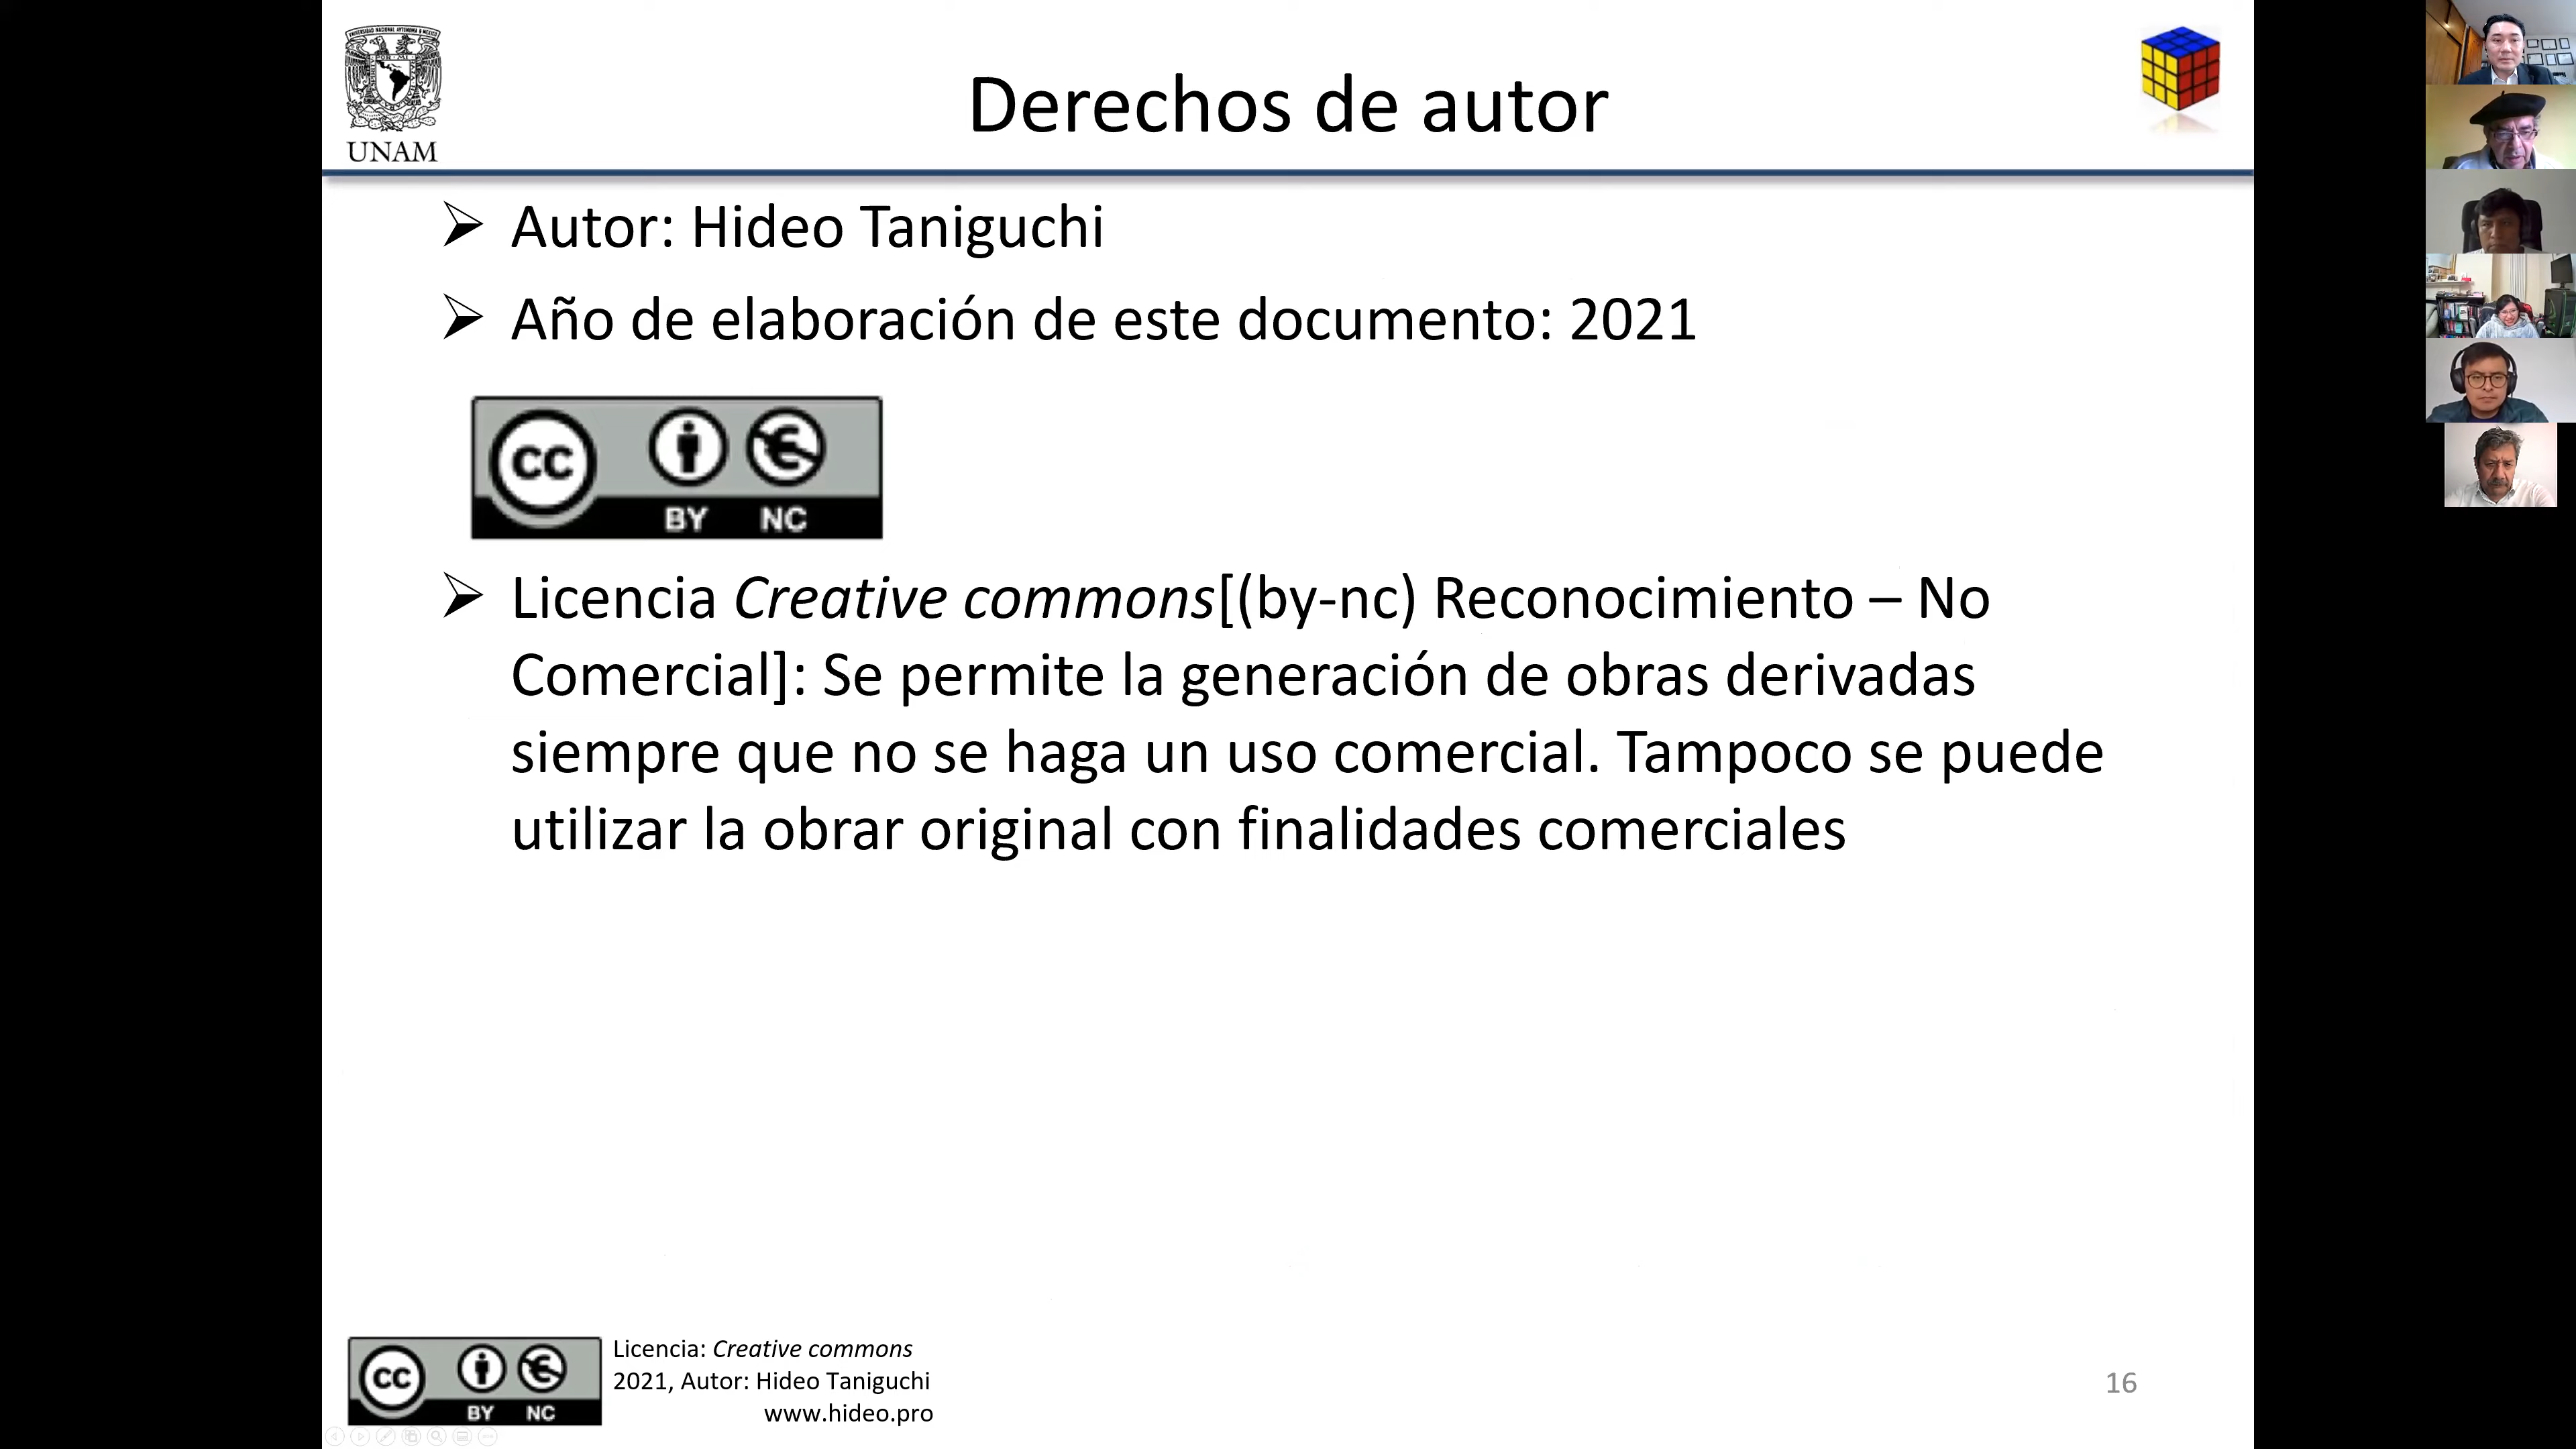 UNAM
Derechos de autor
Autor: Hideo Taniguchi
Año de elaboración de este documento: 2021
cc
BY NC
Licencia Creative commons[(by-nc) Reconocimiento – No
Comercial]: Se permite la generación de obras derivadas
siempre que no se haga un uso comercial. Tampoco se puede
utilizar la obrar original con finalidades comerciales
cc
BY NC
Licencia: Creative commons
2021, Autor: Hideo Taniguchi
www.hideo.pro
16